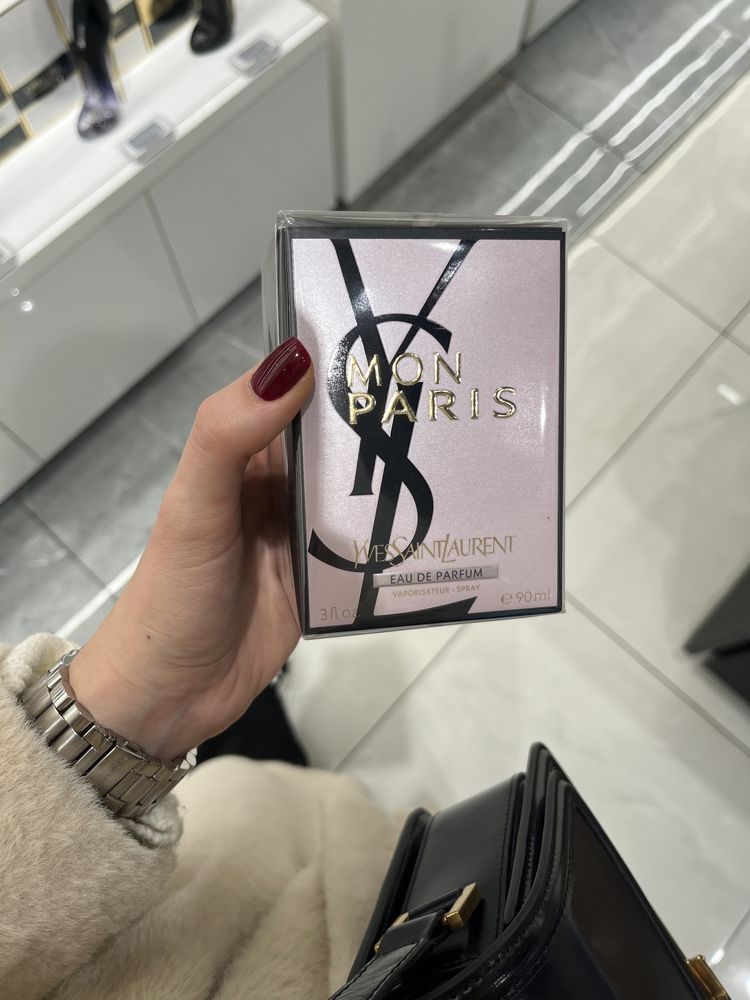 YSL
MON
PARIS
YVESSAINTLAURENT
EAU DE PARFUM
VAPORISATEUR - SPRAY
3 fl oz. ℮ 90 ml